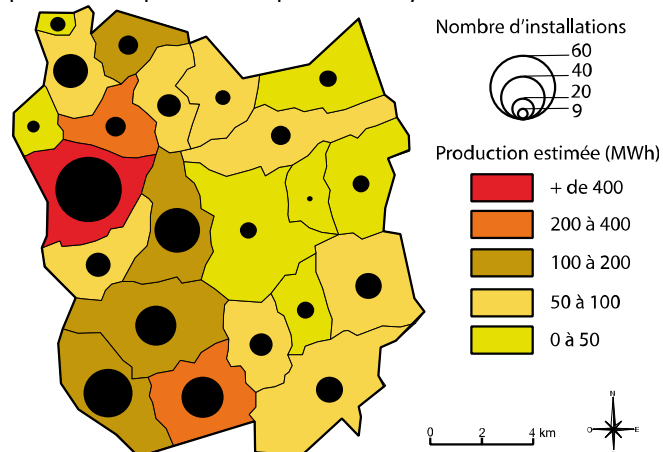 Nombre d'installations
60
40
20
9
Production estimée (MWh)
+ de 400
200 à 400
100 à 200
50 à 100
0 à 50
N
O
E
S
0 2 4 km